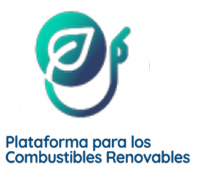 Plataforma para los
Combustibles Renovables